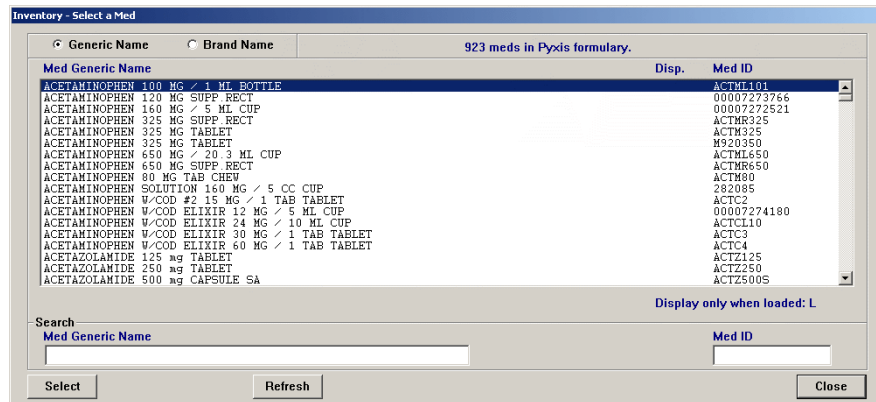 Inventory - Select a Med
Generic Name Brand Name 923 meds in Pyxis formulary.
Med Generic Name Disp. Med ID
ACETAMINOPHEN 100 MG / 1 ML BOTTLE ACTML101
ACETAMINOPHEN 120 MG SUPP.RECT 00007273766
ACETAMINOPHEN 160 MG / 5 ML CUP 00007272521
ACETAMINOPHEN 325 MG SUPP.RECT ACTMR325
ACETAMINOPHEN 325 MG TABLET ACTM325
ACETAMINOPHEN 325 MG TABLET M920350
ACETAMINOPHEN 650 MG / 20.3 ML CUP ACTML650
ACETAMINOPHEN 650 MG SUPP.RECT ACTMR650
ACETAMINOPHEN 80 MG TAB CHEW ACTM80
ACETAMINOPHEN SOLUTION 160 MG / 5 CC CUP 282085
ACETAMINOPHEN W/COD #2 15 MG / 1 TAB TABLET ACTC2
ACETAMINOPHEN W/COD ELIXIR 12 MG / 5 ML CUP 00007274180
ACETAMINOPHEN W/COD ELIXIR 24 MG / 10 ML CUP ACTCL10
ACETAMINOPHEN W/COD ELIXIR 30 MG / 1 TAB TABLET ACTC3
ACETAMINOPHEN W/COD ELIXIR 60 MG / 1 TAB TABLET ACTC4
ACETAZOLAMIDE 125 mg TABLET ACTZ125
ACETAZOLAMIDE 250 mg TABLET ACTZ250
ACETAZOLAMIDE 500 mg CAPSULE SA ACTZ500S
Display only when loaded: L
Search
Med Generic Name Med ID
Select Refresh Close